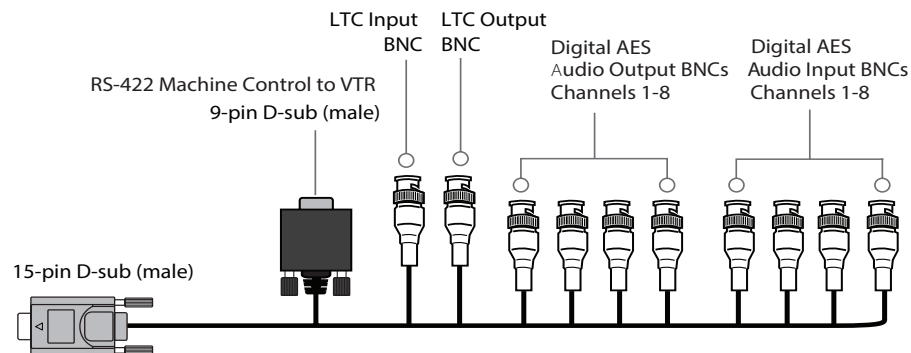 LTC Input
BNC
LTC Output
BNC
Digital AES
Audio Output BNCs
Channels 1-8
Digital AES
Audio Input BNCs
Channels 1-8
RS-422 Machine Control to VTR
9-pin D-sub (male)
15-pin D-sub (male)